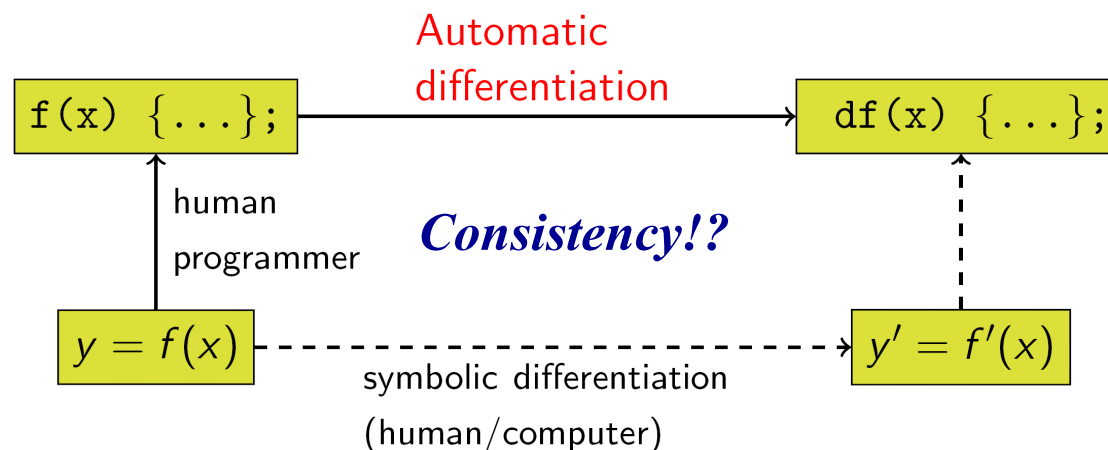 Automatic
differentiation
f(x) {...};
df(x) {...};
human
programmer
Consistency!?
y = f(x)
y′ = f′(x)
symbolic differentiation
(human/computer)